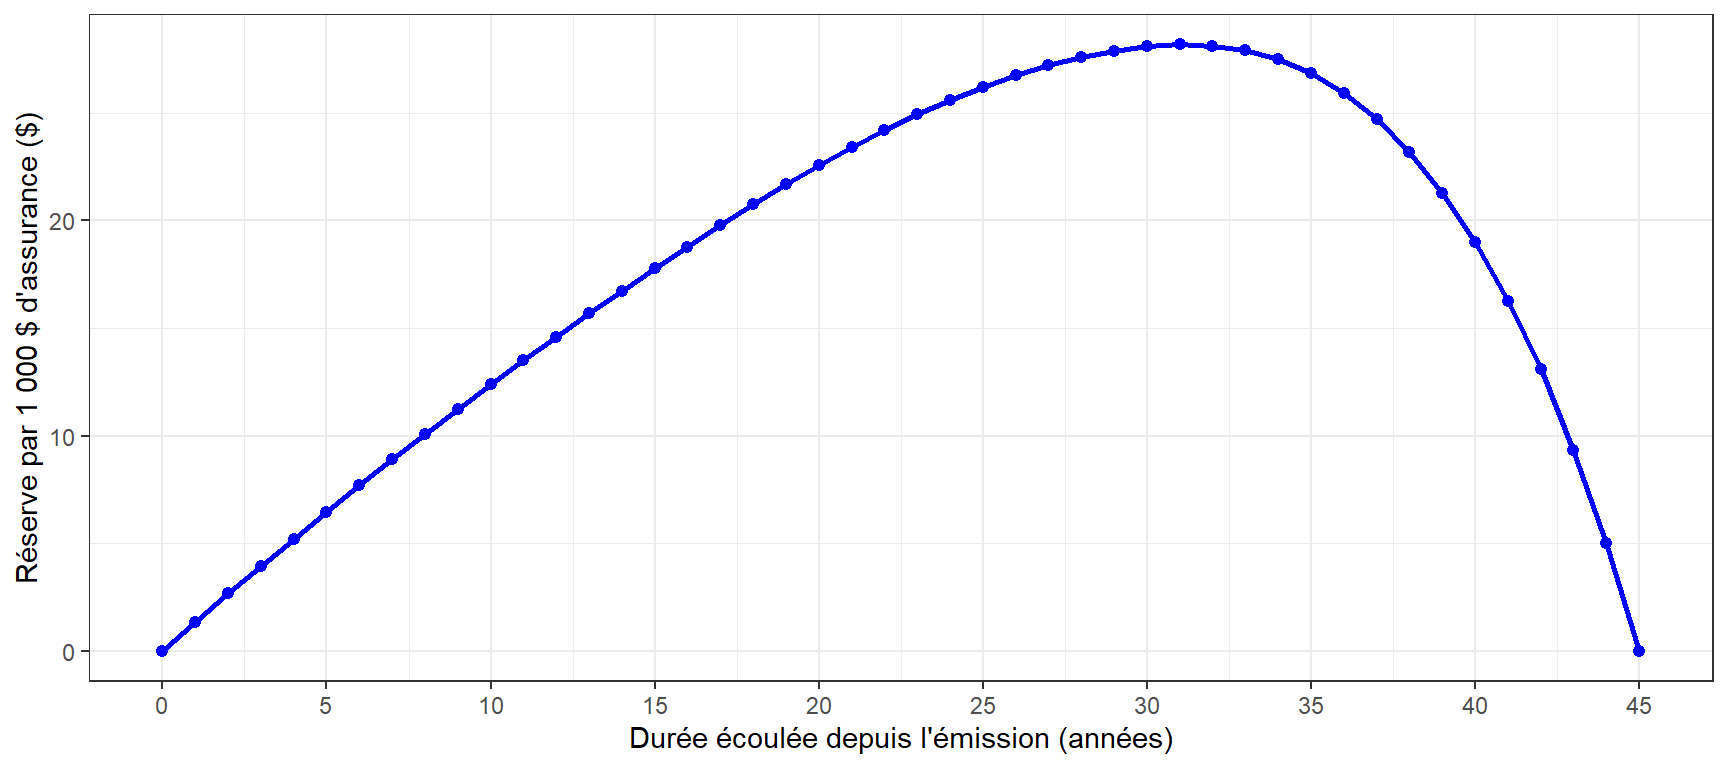 Réserve par 1 000 $ d'assurance ($)
20
10
0
0 5 10 15 20 25 30 35 40 45
Durée écoulée depuis l'émission (années)